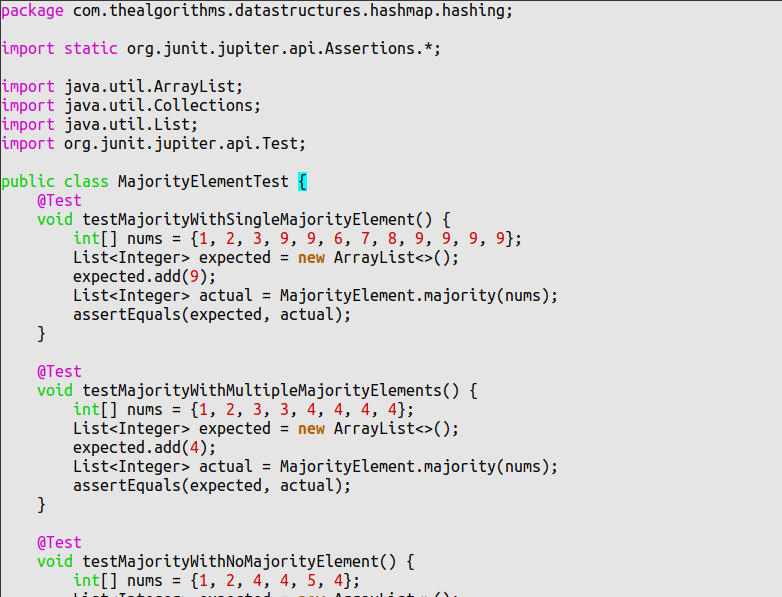 package com.thealgorithms.datastructures.hashmap.hashing;

import static org.junit.jupiter.api.Assertions.*;

import java.util.ArrayList;
import java.util.Collections;
import java.util.List;
import org.junit.jupiter.api.Test;

public class MajorityElementTest {
    @Test
    void testMajorityWithSingleMajorityElement() {
        int[] nums = {1, 2, 3, 9, 9, 6, 7, 8, 9, 9, 9, 9};
        List<Integer> expected = new ArrayList<>();
        expected.add(9);
        List<Integer> actual = MajorityElement.majority(nums);
        assertEquals(expected, actual);
    }

    @Test
    void testMajorityWithMultipleMajorityElements() {
        int[] nums = {1, 2, 3, 3, 4, 4, 4, 4};
        List<Integer> expected = new ArrayList<>();
        expected.add(4);
        List<Integer> actual = MajorityElement.majority(nums);
        assertEquals(expected, actual);
    }

    @Test
    void testMajorityWithNoMajorityElement() {
        int[] nums = {1, 2, 4, 4, 5, 4};
        List<Integer> expected = new ArrayList<>();